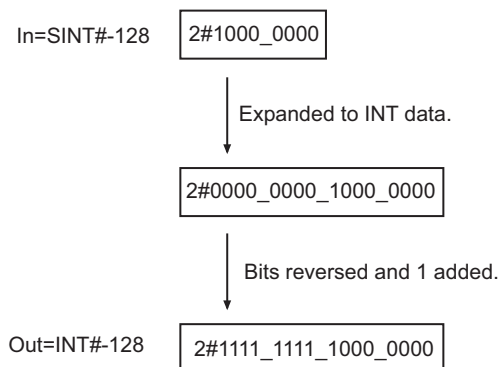 In=SINT#-128 2#1000_0000
Expanded to INT data.
2#0000_0000_1000_0000
Bits reversed and 1 added.
Out=INT#-128 2#1111_1111_1000_0000